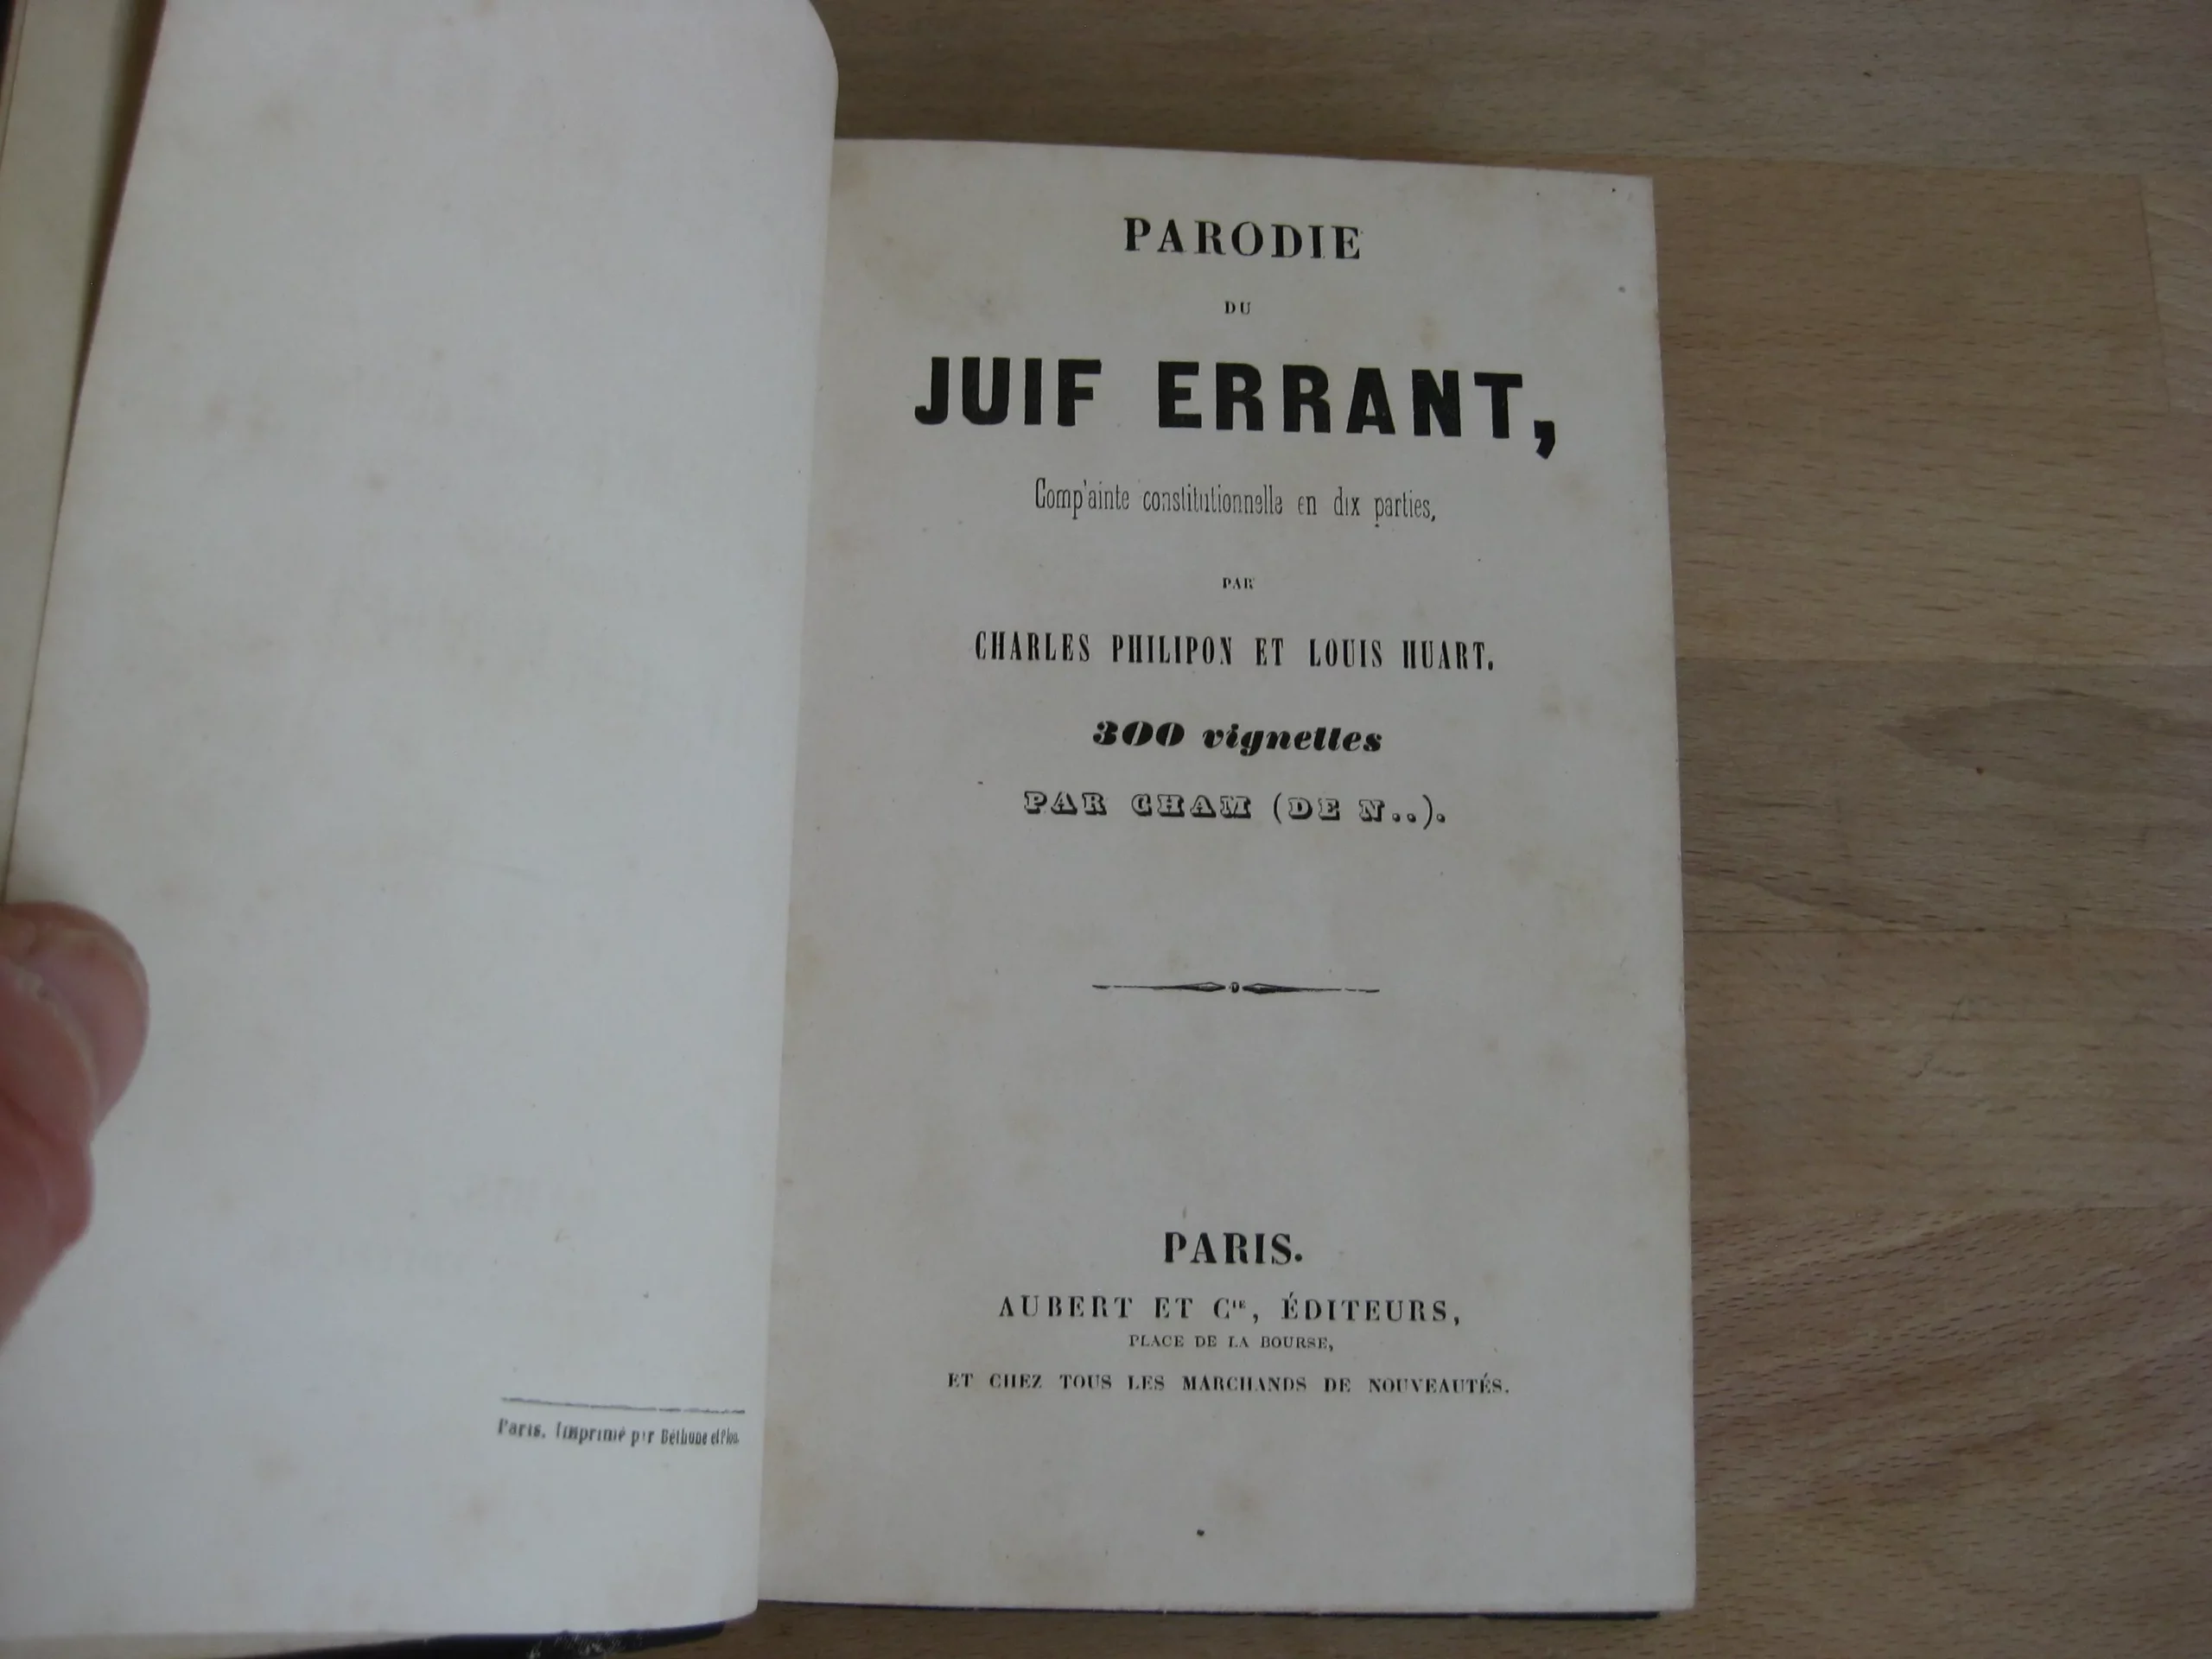 Paris. Imprimé par Béthune et Plon.
PARODIE
DU
JUIF ERRANT,
Comp'ainte constitutionnelle en dix parties,
PAR
CHARLES PHILIPON ET LOUIS HUART.
300 vignettes
PAR CHAM (DE N..).
PARIS.
AUBERT ET Cie, ÉDITEURS,
PLACE DE LA BOURSE,
ET CHEZ TOUS LES MARCHANDS DE NOUVEAUTÉS.